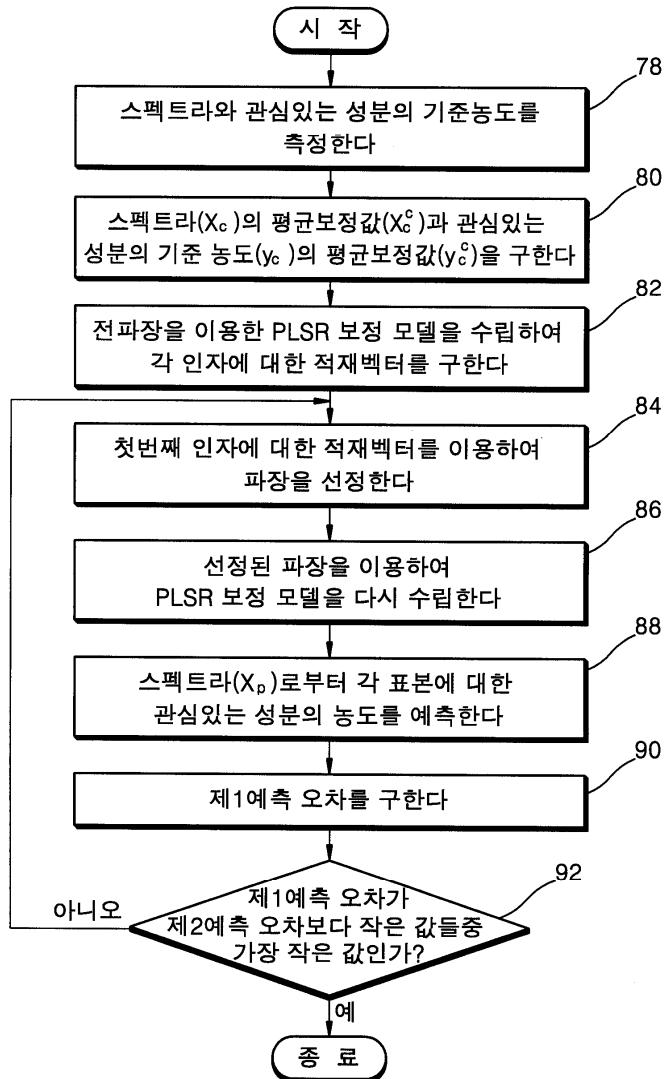 시 작
78
스펙트라와 관심있는 성분의 기준농도를
측정한다
80
스펙트라(Xc)의 평균보정값(Xcᶜ)과 관심있는
성분의 기준 농도(yc)의 평균보정값(ycᶜ)을 구한다
82
전파장을 이용한 PLSR 보정 모델을 수립하여
각 인자에 대한 적재벡터를 구한다
84
첫번째 인자에 대한 적재벡터를 이용하여
파장을 선정한다
86
선정된 파장을 이용하여
PLSR 보정 모델을 다시 수립한다
88
스펙트라(Xp)로부터 각 표본에 대한
관심있는 성분의 농도를 예측한다
90
제1예측 오차를 구한다
92
제1예측 오차가
제2예측 오차보다 작은 값들중
가장 작은 값인가?
아니오
예
종 료